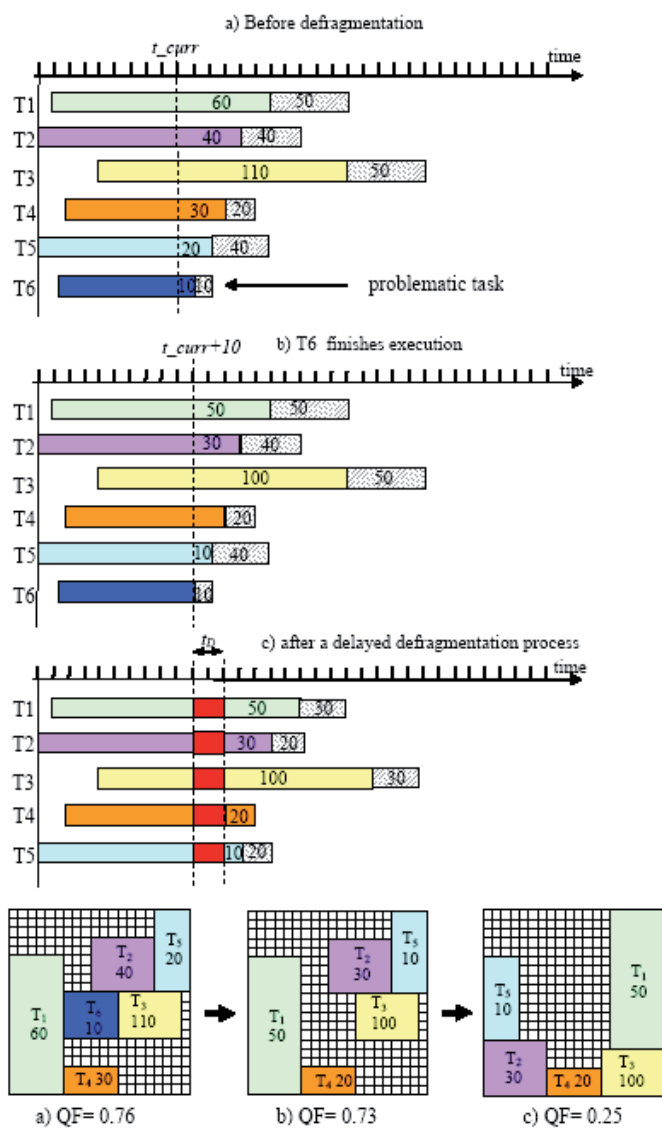 a) Before defragmentation
t_curr
time
T1 60 50
T2 40 40
T3 110 50
T4 30 20
T5 20 40
T6 10 10
problematic task
t_curr+10
b) T6 finishes execution
time
T1 50 50
T2 30 40
T3 100 50
T4 20
T5 10 40
T6 10
tD
c) after a delayed defragmentation process
time
T1 50 30
T2 30 20
T3 100 30
T4 20
T5 10 20
T1 60
T2 40
T5 20
T6 10
T3 110
T4 30
T1 50
T2 30
T5 10
T3 100
T4 20
T5 10
T1 50
T2 30
T4 20
T3 100
a) QF= 0.76
b) QF= 0.73
c) QF= 0.25